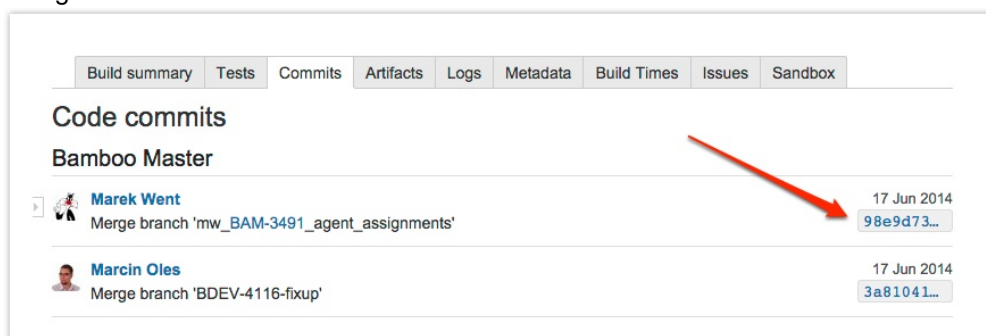 Build summary Tests Commits Artifacts Logs Metadata Build Times Issues Sandbox
Code commits
Bamboo Master
Marek Went 17 Jun 2014
Merge branch 'mw_BAM-3491_agent_assignments' 98e9d73…
Marcin Oles 17 Jun 2014
Merge branch 'BDEV-4116-fixup' 3a81041…